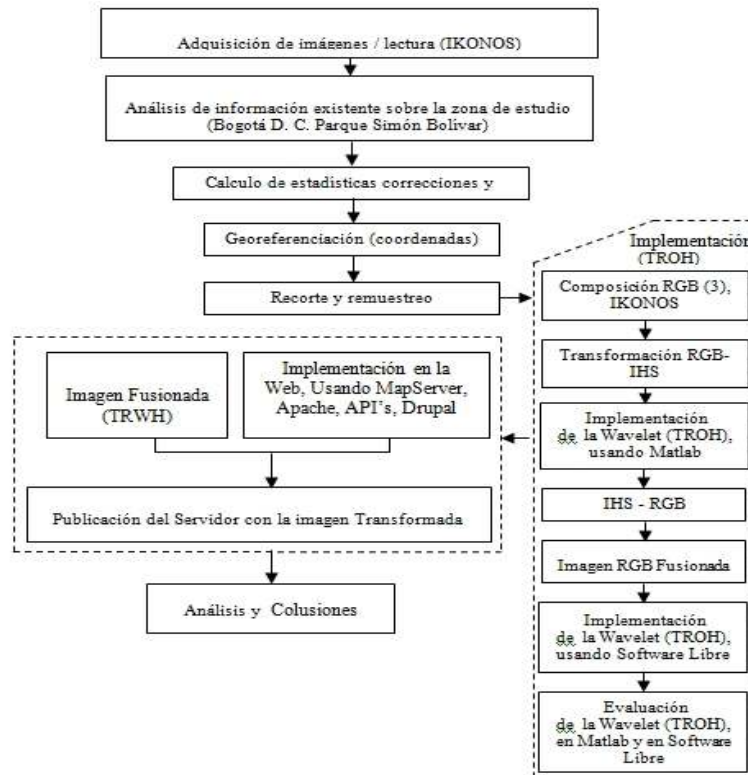 Adquisición de imágenes / lectura (IKONOS)
Análisis de información existente sobre la zona de estudio
(Bogotá D. C. Parque Simón Bolívar)
Calculo de estadísticas correcciones y
Georeferenciación (coordenadas)
Recorte y remuestreo
Implementación
(TROH)
Composición RGB (3),
IKONOS
Transformación RGB-
IHS
Implementación
de la Wavelet (TROH),
usando Matlab
IHS - RGB
Imagen RGB Fusionada
Implementación
de la Wavelet (TROH),
usando Software Libre
Evaluación
de la Wavelet (TROH),
en Matlab y en Software
Libre
Imagen Fusionada
(TRWH)
Implementación en la
Web, Usando MapServer,
Apache, API's, Drupal
Publicación del Servidor con la imagen Transformada
Análisis y Colusiones